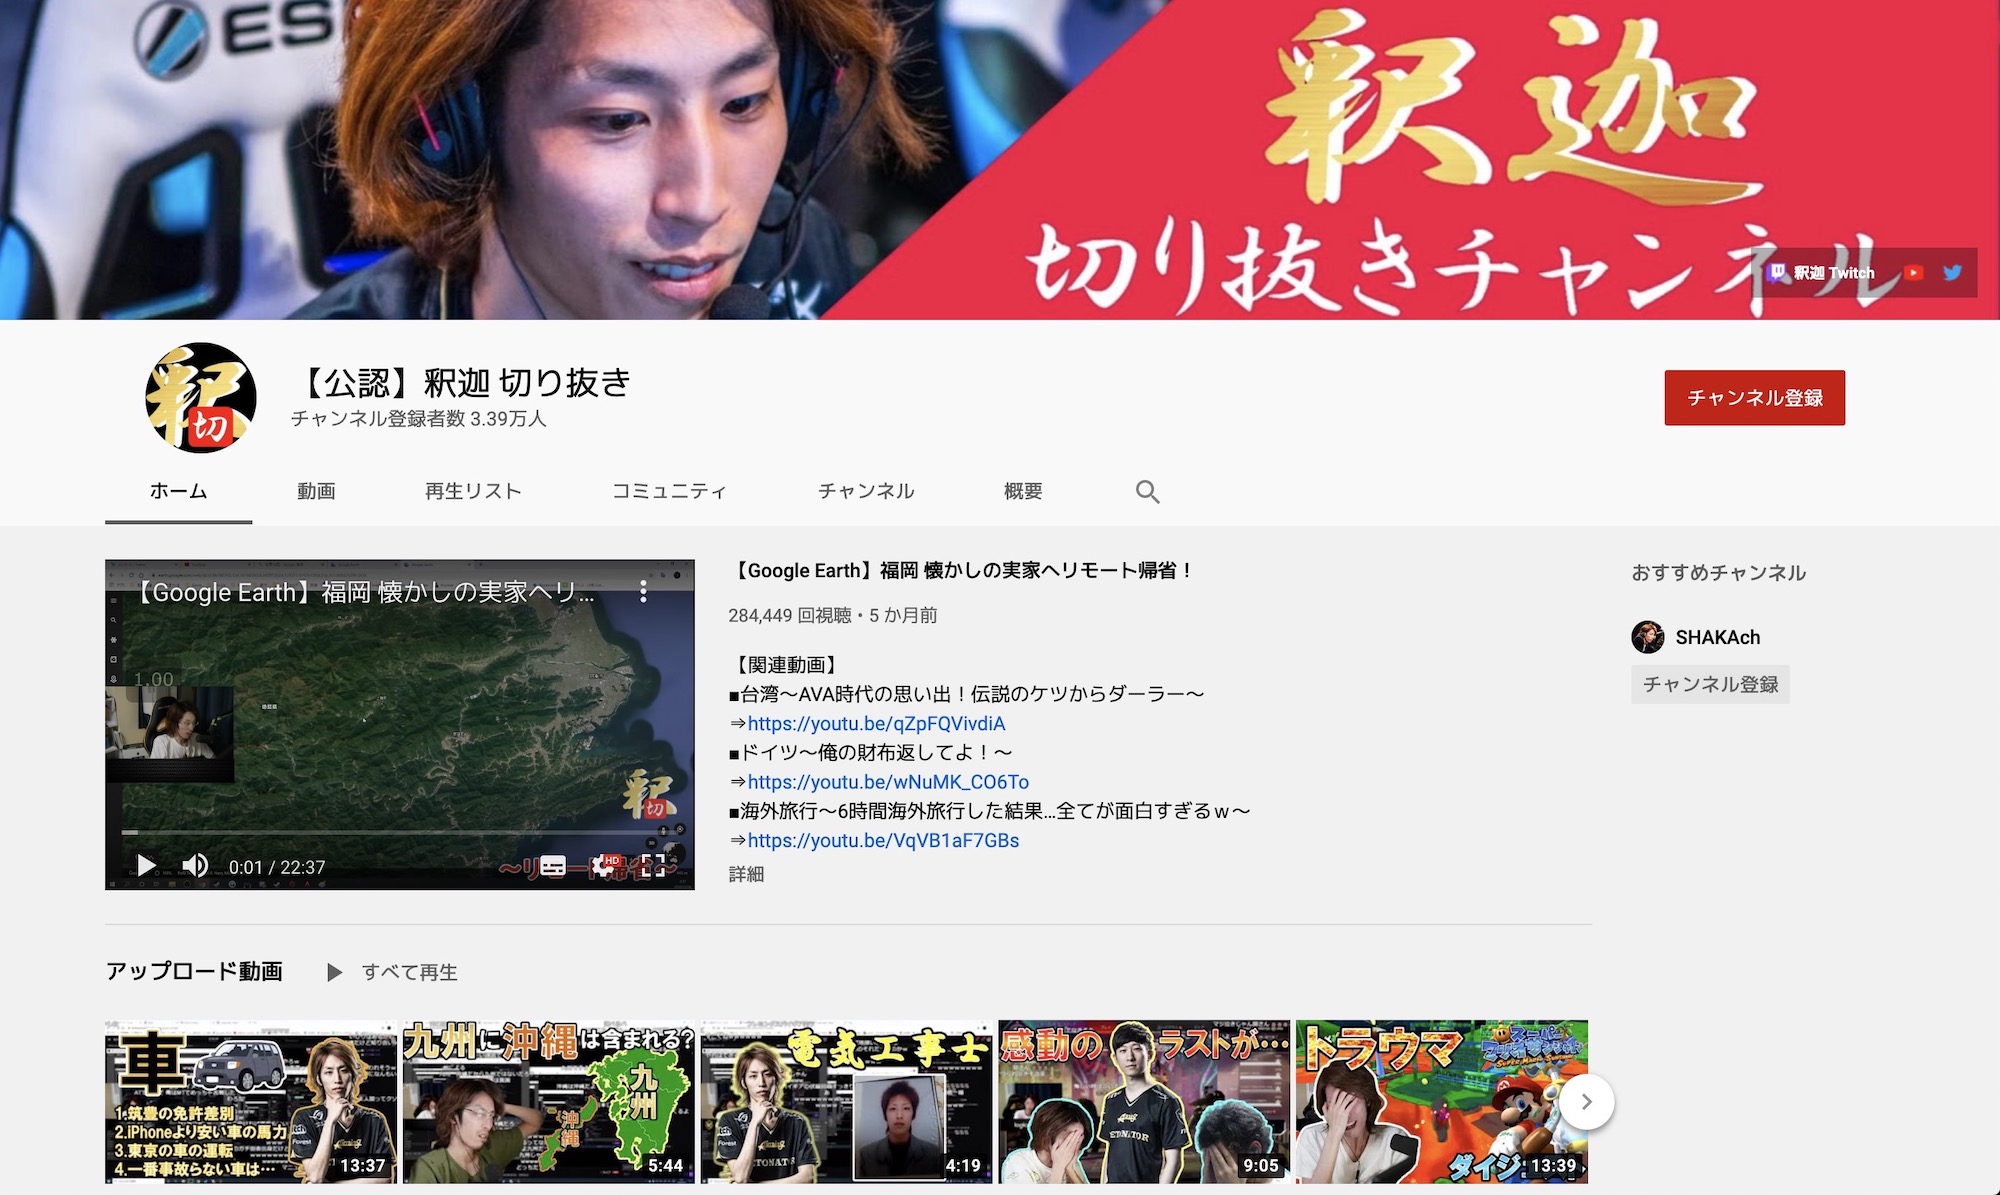 ES
釈迦
切り抜きチャンネル
釈迦 Twitch
【公認】釈迦 切り抜き
チャンネル登録者数 3.39万人
チャンネル登録
釈
切
ホーム
動画
再生リスト
コミュニティ
チャンネル
概要
【Google Earth】福岡 懐かしの実家へリ...
1.00
釈
切
0:01 / 22:37
HD
【Google Earth】福岡 懐かしの実家へリモート帰省！
284,449 回視聴・5 か月前
【関連動画】
■台湾〜AVA時代の思い出！伝説のケツからダーラー〜
⇒https://youtu.be/qZpFQVivdiA
■ドイツ〜俺の財布返してよ！〜
⇒https://youtu.be/wNuMK_CO6To
■海外旅行〜6時間海外旅行した結果...全てが面白すぎるｗ〜
⇒https://youtu.be/VqVB1aF7GBs
詳細
おすすめチャンネル
SHAKAch
チャンネル登録
アップロード動画
すべて再生
車
1.筑豊の免許差別
2.iPhoneより安い車の馬力
3.東京の車の運転
4.一番事故らない車は…
13:37
九州に沖縄は含まれる?
九州
沖縄
5:44
電気工事士
4:19
感動の
ラストが…
ETONATOR
9:05
トラウマ
スーパーマリオサンシャイン
ダイジ
13:39